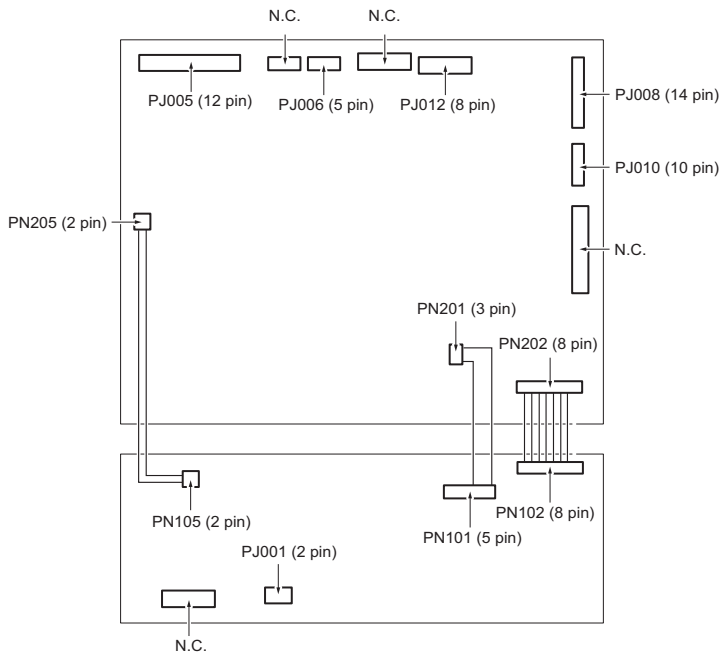 N.C.
N.C.
PJ005 (12 pin)
PJ006 (5 pin)
PJ012 (8 pin)
PJ008 (14 pin)
PJ010 (10 pin)
PN205 (2 pin)
N.C.
PN201 (3 pin)
PN202 (8 pin)
PN105 (2 pin)
PN101 (5 pin)
PN102 (8 pin)
PJ001 (2 pin)
N.C.